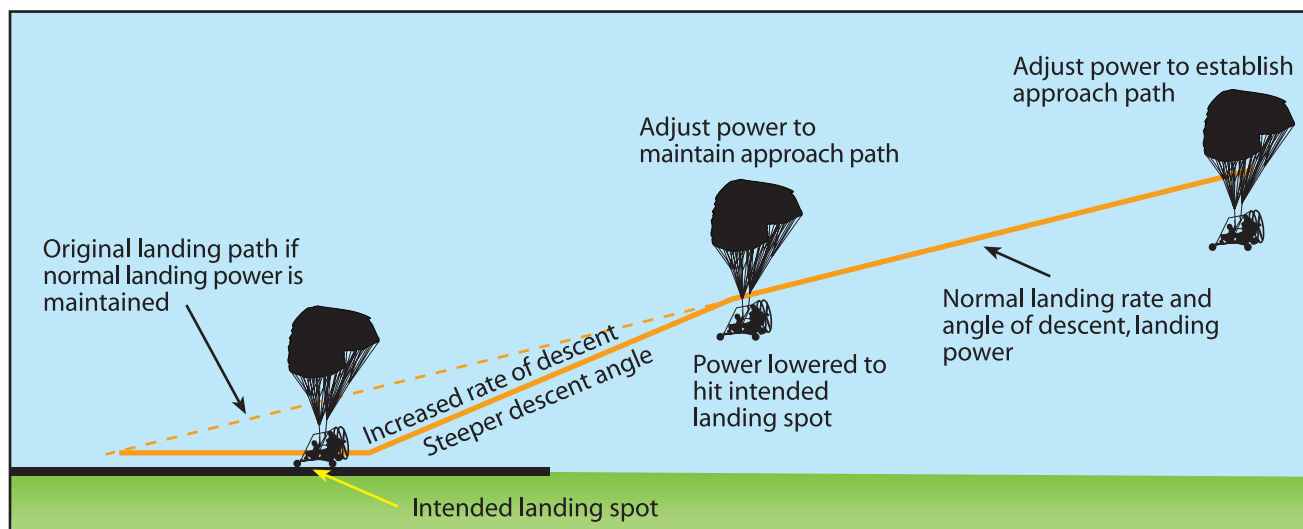 Adjust power to establish
approach path
Adjust power to
maintain approach path
Original landing path if
normal landing power is
maintained
Normal landing rate and
angle of descent, landing
power
Increased rate of descent
Steeper descent angle
Power lowered to
hit intended
landing spot
Intended landing spot